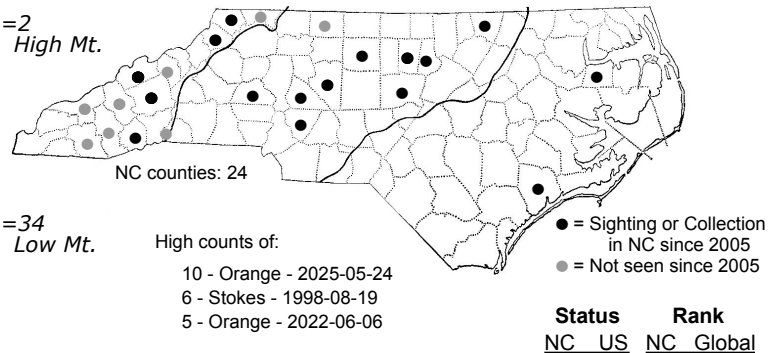 =2
High Mt.
NC counties: 24
=34
Low Mt.
High counts of:
10 - Orange - 2025-05-24
6 - Stokes - 1998-08-19
5 - Orange - 2022-06-06
● = Sighting or Collection
in NC since 2005
● = Not seen since 2005
Status Rank
NC US NC Global